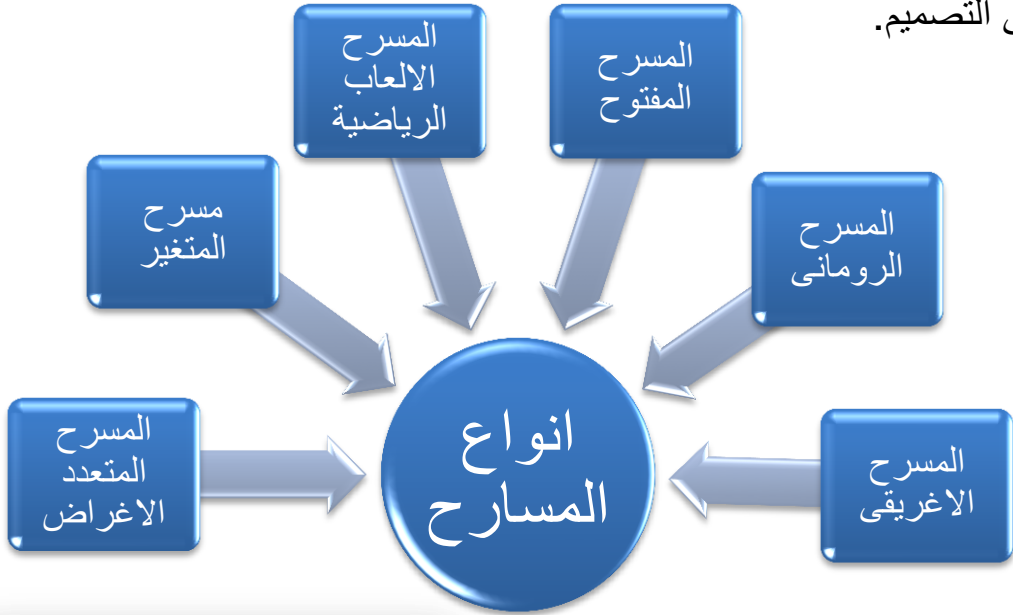 التصميم.
المسرح
الاغريقى
المسرح
الرومانى
المسرح
المفتوح
المسرح
الالعاب
الرياضية
مسرح
المتغير
المسرح
المتعدد
الاغراض
انواع
المسارح